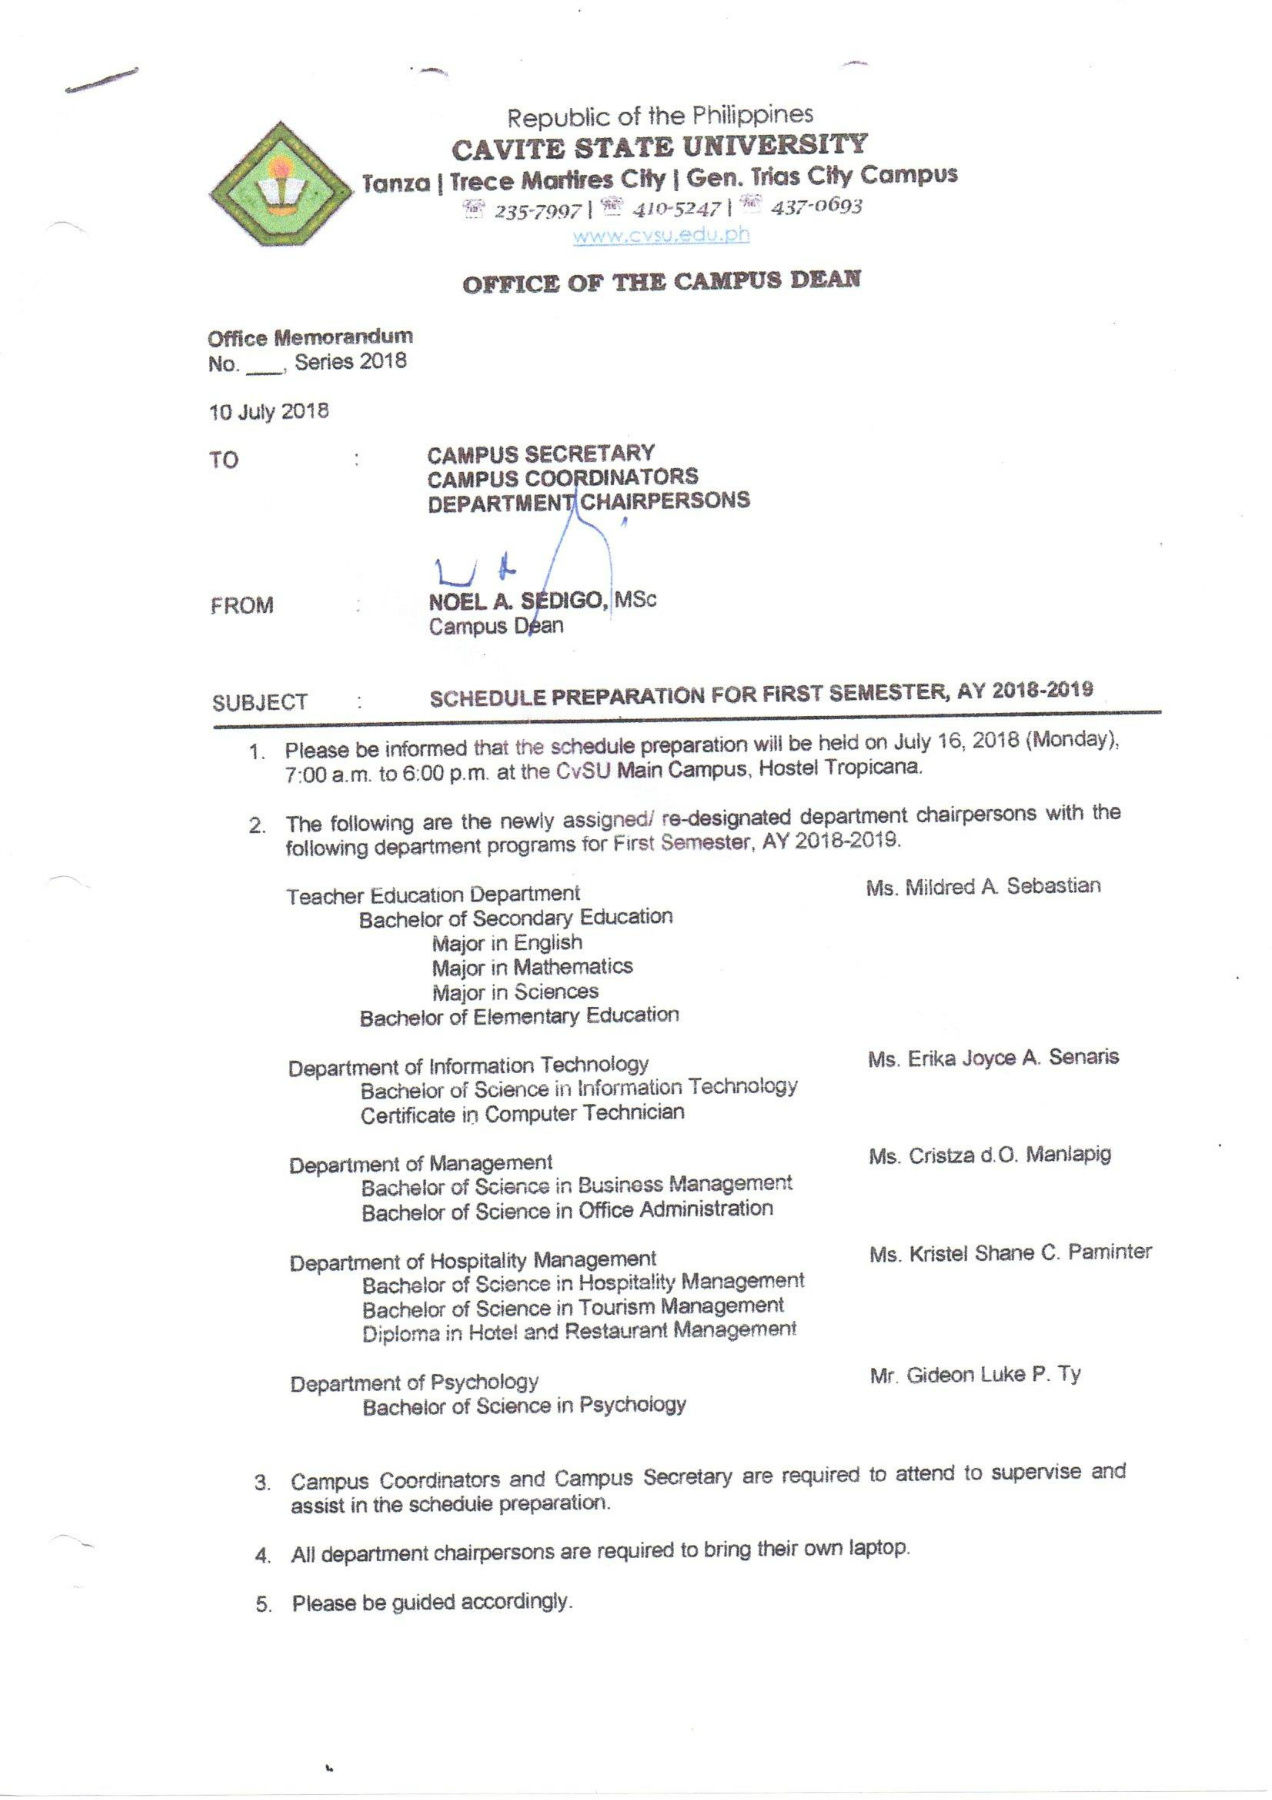 Republic of the Philippines
CAVITE STATE UNIVERSITY
Tanza | Trece Martires City | Gen. Trias City Campus
☏ 235-7997 | ☏ 410-5247 | ☏ 437-0693
www.cvsu.edu.ph
OFFICE OF THE CAMPUS DEAN
Office Memorandum
No. ___, Series 2018
10 July 2018
TO : CAMPUS SECRETARY
CAMPUS COORDINATORS
DEPARTMENT CHAIRPERSONS
FROM : NOEL A. SEDIGO, MSc
Campus Dean
SUBJECT : SCHEDULE PREPARATION FOR FIRST SEMESTER, AY 2018-2019
1. Please be informed that the schedule preparation will be held on July 16, 2018 (Monday),
7:00 a.m. to 6:00 p.m. at the CvSU Main Campus, Hostel Tropicana.
2. The following are the newly assigned/ re-designated department chairpersons with the
following department programs for First Semester, AY 2018-2019.
Teacher Education Department Ms. Mildred A. Sebastian
Bachelor of Secondary Education
Major in English
Major in Mathematics
Major in Sciences
Bachelor of Elementary Education
Department of Information Technology Ms. Erika Joyce A. Senaris
Bachelor of Science in Information Technology
Certificate in Computer Technician
Department of Management Ms. Cristza d.O. Manlapig
Bachelor of Science in Business Management
Bachelor of Science in Office Administration
Department of Hospitality Management Ms. Kristel Shane C. Paminter
Bachelor of Science in Hospitality Management
Bachelor of Science in Tourism Management
Diploma in Hotel and Restaurant Management
Department of Psychology Mr. Gideon Luke P. Ty
Bachelor of Science in Psychology
3. Campus Coordinators and Campus Secretary are required to attend to supervise and
assist in the schedule preparation.
4. All department chairpersons are required to bring their own laptop.
5. Please be guided accordingly.